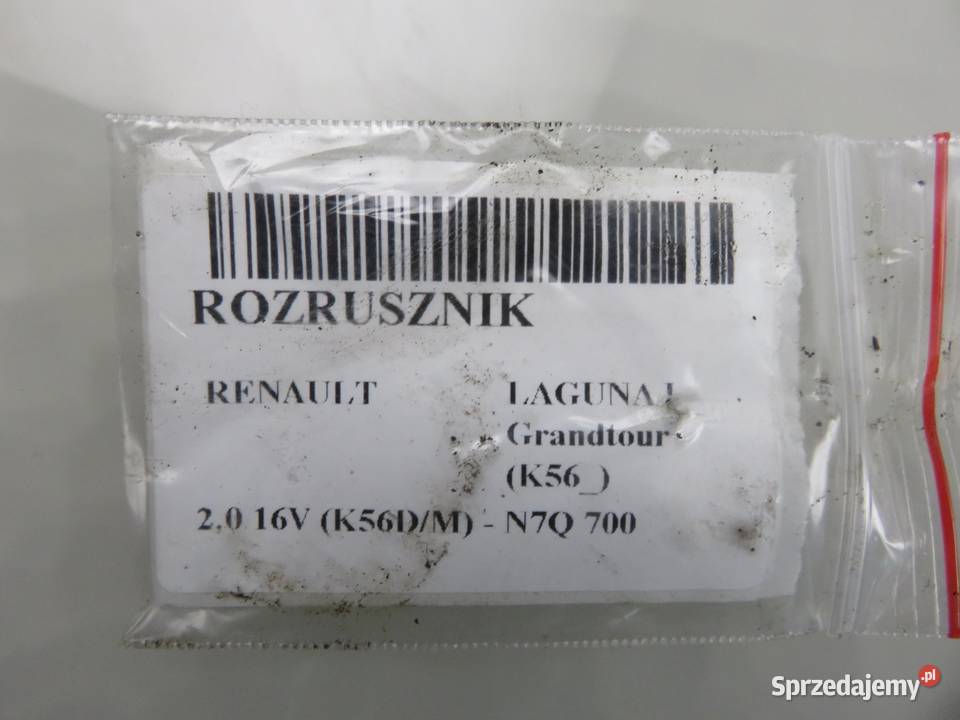 ROZRUSZNIK
RENAULT LAGUNA I
Grandtour
(K56_)
2.0 16V (K56D/M) - N7Q 700
Sprzedajemy.pl